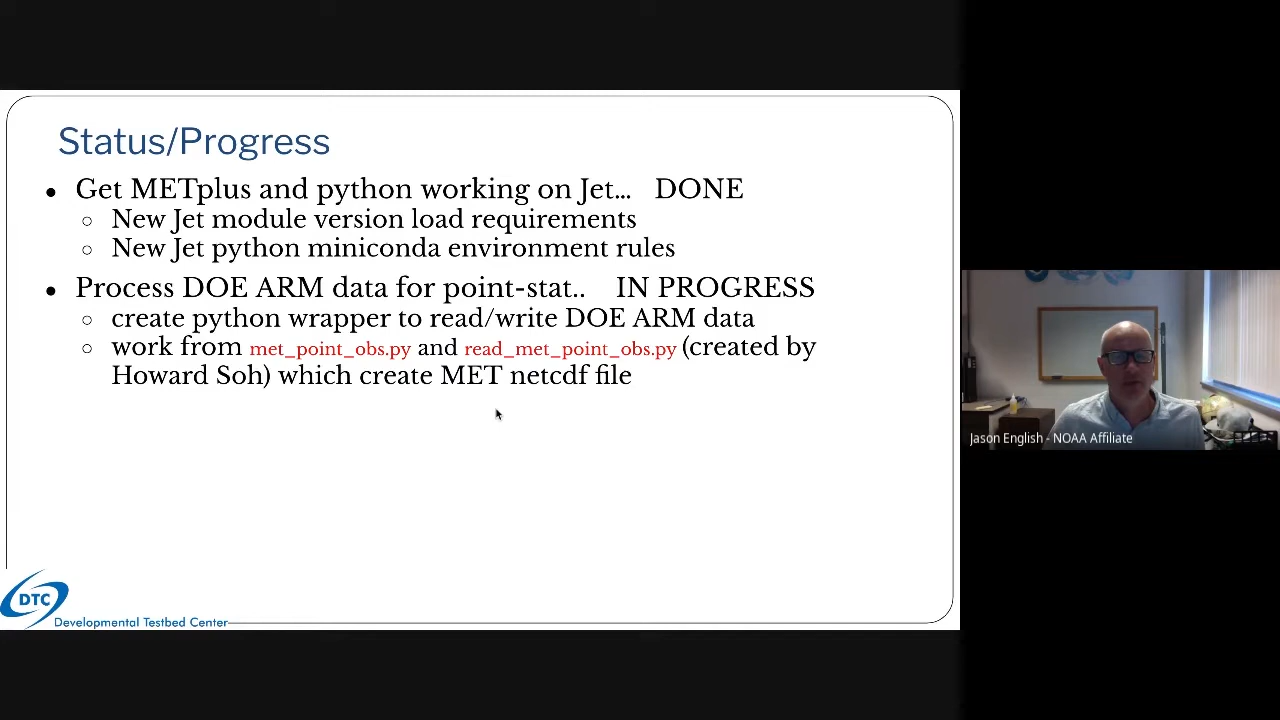 Status/Progress
● Get METplus and python working on Jet… DONE
○ New Jet module version load requirements
○ New Jet python miniconda environment rules
● Process DOE ARM data for point-stat.. IN PROGRESS
○ create python wrapper to read/write DOE ARM data
○ work from met_point_obs.py and read_met_point_obs.py (created by
Howard Soh) which create MET netcdf file
Jason English - NOAA Affiliate
DTC
Developmental Testbed Center